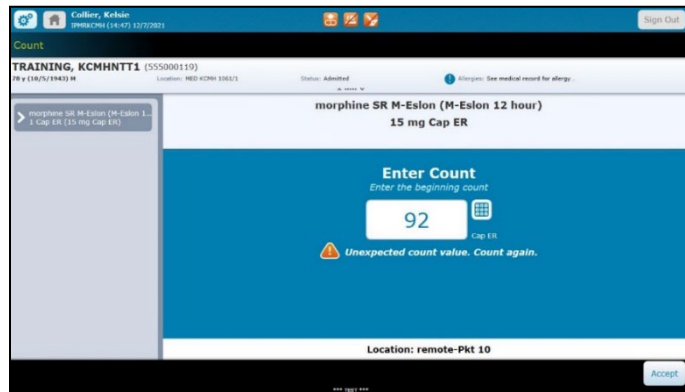 Collier, Kelsie
IPMRKCMH (14:47) 12/7/2021
Sign Out
Count
TRAINING, KCMHNTT1 (555000119)
78 y (10/5/1943) M
Location: MED KCMH 1061/1
Status: Admitted
Allergies: See medical record for allergy...
morphine SR M-Eslon (M-Eslon 1...
1 Cap ER (15 mg Cap ER)
morphine SR M-Eslon (M-Eslon 12 hour)
15 mg Cap ER
Enter Count
Enter the beginning count
92
Cap ER
Unexpected count value. Count again.
Location: remote-Pkt 10
Accept
*** TEST ***